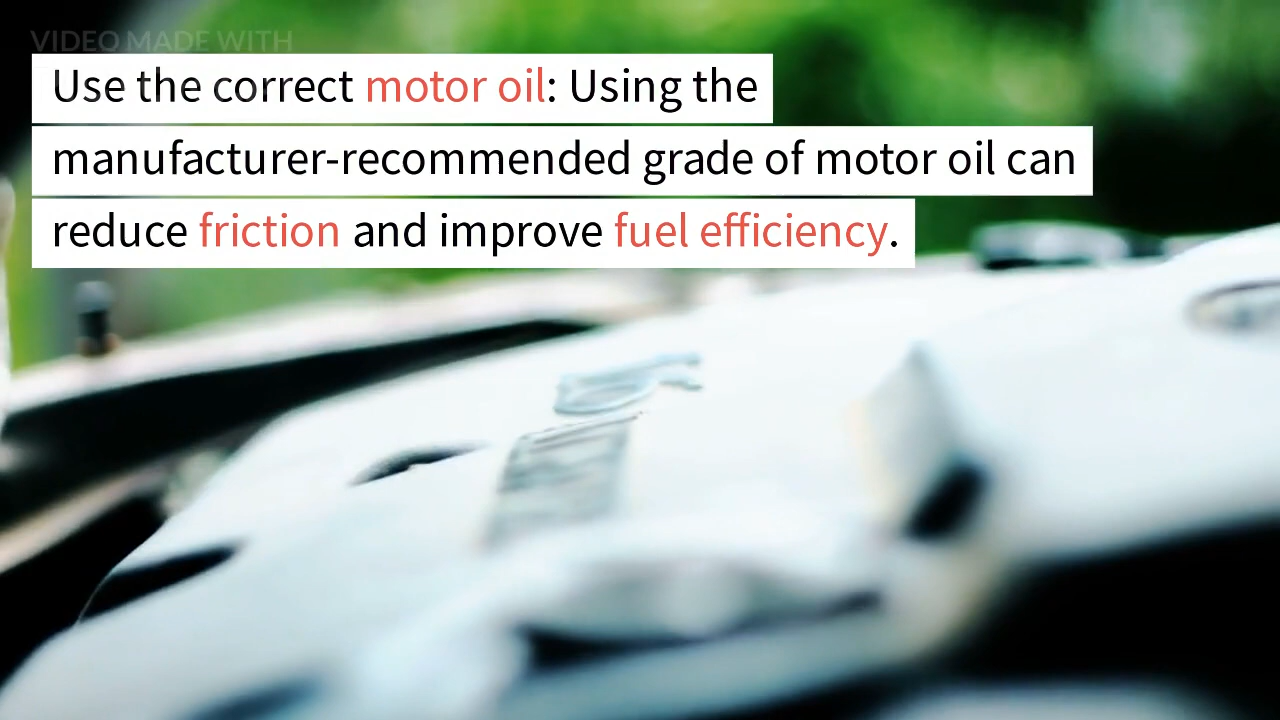 VIDEO MADE WITH
Use the correct motor oil: Using the
manufacturer-recommended grade of motor oil can
reduce friction and improve fuel efficiency.